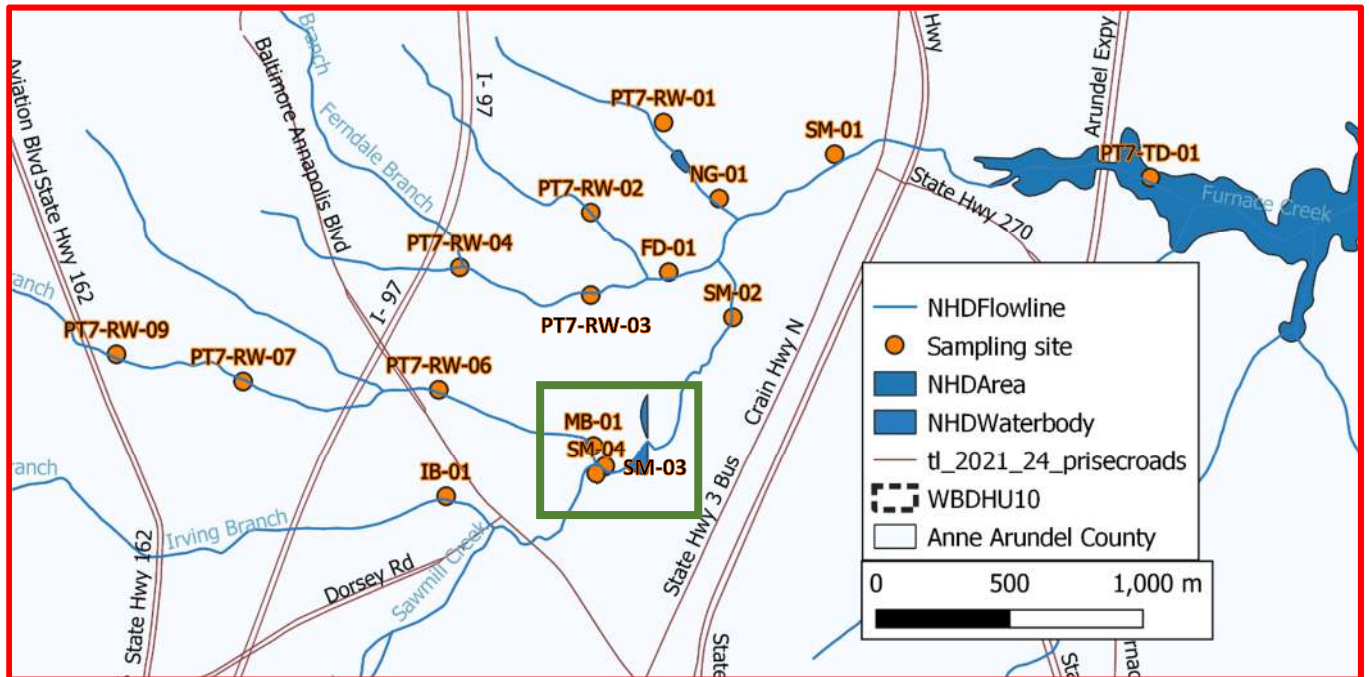 Branch
I- 97
Hwy
Arundel Expy
Baltimore Annapolis Blvd
Aviation Blvd
State Hwy 162
Ferndale Branch
PT7-RW-01
SM-01
PT7-TD-01
NG-01
PT7-RW-02
State Hwy 270
Furnace Creek
PT7-RW-04
FD-01
SM-02
PT7-RW-03
I- 97
Branch
PT7-RW-09
PT7-RW-07
PT7-RW-06
Crain Hwy N
MB-01
SM-04
SM-03
IB-01
ranch
Irving Branch
State Hwy 162
Dorsey Rd
Sawmill Creek
State Hwy 3 Bus
State
Sta
rnac
NHDFlowline
Sampling site
NHDArea
NHDWaterbody
tl_2021_24_prisecroads
WBDHU10
Anne Arundel County
0 500 1,000 m